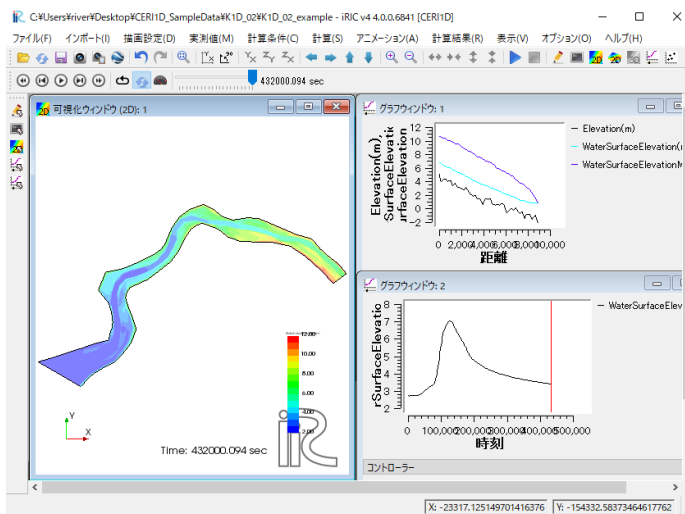 C:¥Users¥river¥Desktop¥CERI1D_SampleData¥K1D_02¥K1D_02_example - iRIC v4 4.0.0.6841 [CERI1D]
ファイル(F) インポート(I) 描画設定(D) 実測値(M) 計算条件(C) 計算(S) アニメーション(A) 計算結果(R) 表示(V) オプション(O) ヘルプ(H)
432000.094 sec
可視化ウィンドウ (2D): 1
12.00
10.00
8.00
6.00
4.00
2.00
Y
X
Time: 432000.094 sec
iRC
グラフウィンドウ: 1
Elevation(m),
SurfaceElevatic
ırfaceElevation
12
10
8
6
4
2
0
-2
0 2,000 4,000 6,000 8,000 10,000
距離
Elevation(m)
WaterSurfaceElevation(
WaterSurfaceElevationM
グラフウィンドウ: 2
rSurfaceElevatio
8
7
6
5
4
3
2
0 100,000 200,000 300,000 400,000 500,000
時刻
WaterSurfaceElev
コントローラー
X: -23317.125149701416376 Y: -154332.58373464617762